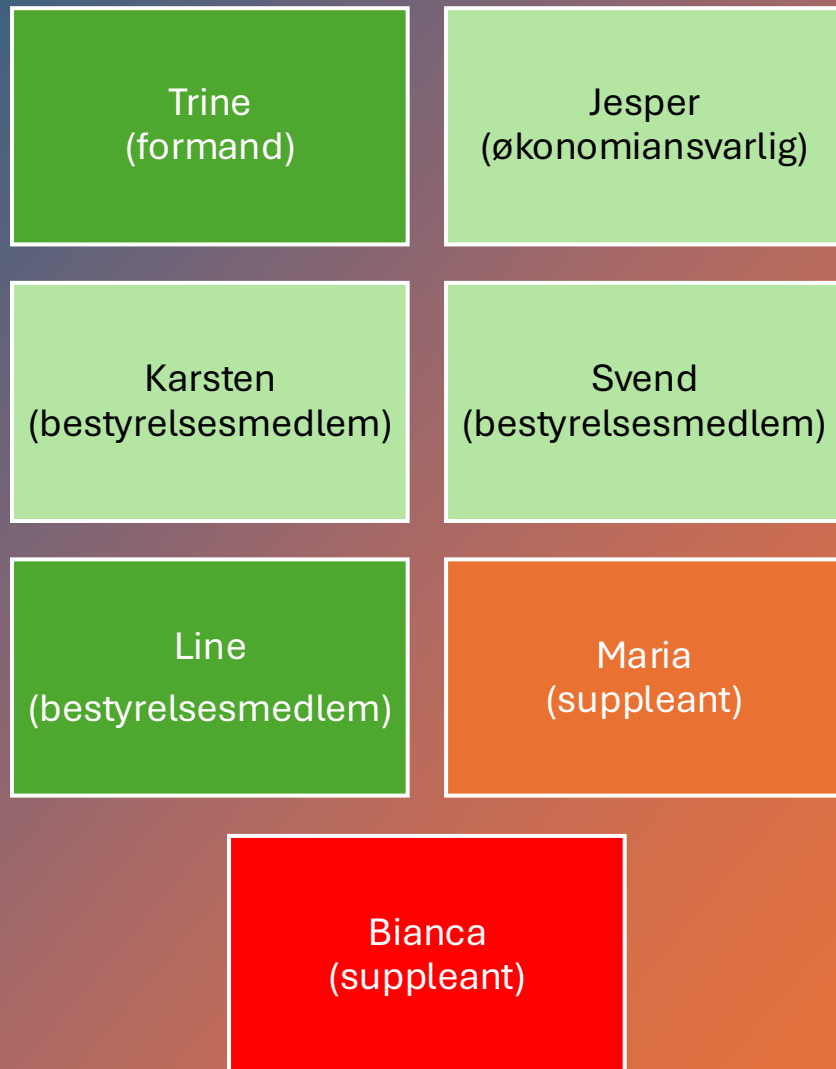 Trine
(formand)
Jesper
(økonomiansvarlig)
Karsten
(bestyrelsesmedlem)
Svend
(bestyrelsesmedlem)
Line
(bestyrelsesmedlem)
Maria
(suppleant)
Bianca
(suppleant)